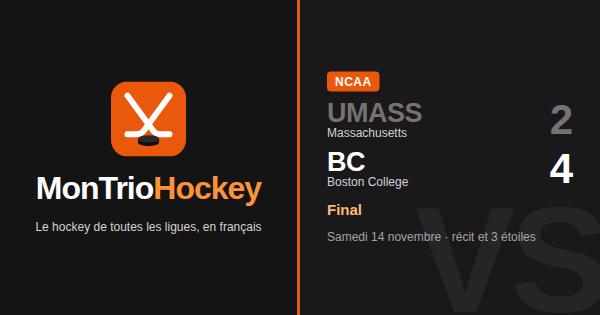 MonTrioHockey
Le hockey de toutes les ligues, en français
NCAA
UMASS 2
Massachusetts
BC 4
Boston College
Final
Samedi 14 novembre · récit et 3 étoiles
VS